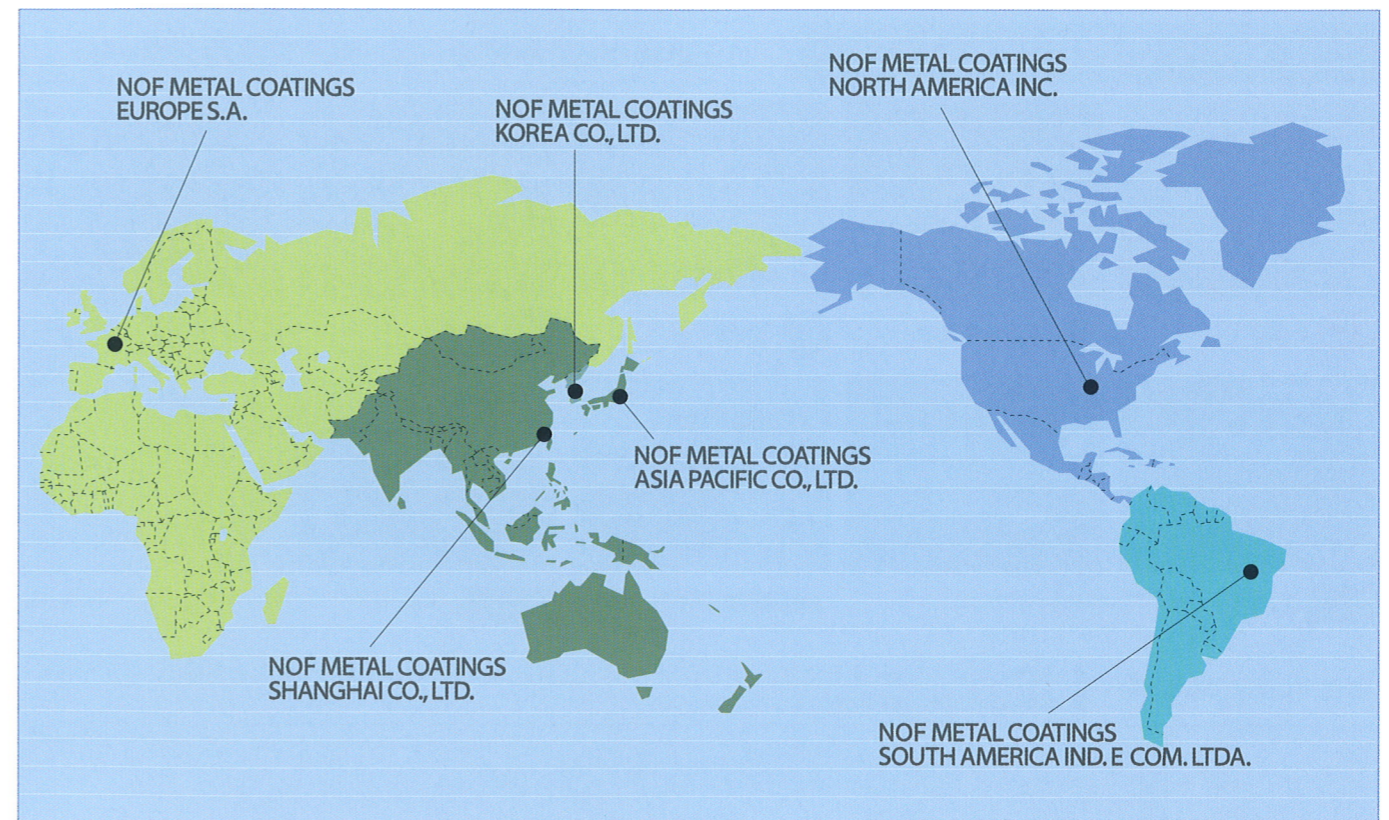 NOF METAL COATINGS
EUROPE S.A.
NOF METAL COATINGS
KOREA CO., LTD.
NOF METAL COATINGS
NORTH AMERICA INC.
NOF METAL COATINGS
ASIA PACIFIC CO., LTD.
NOF METAL COATINGS
SHANGHAI CO., LTD.
NOF METAL COATINGS
SOUTH AMERICA IND. E COM. LTDA.